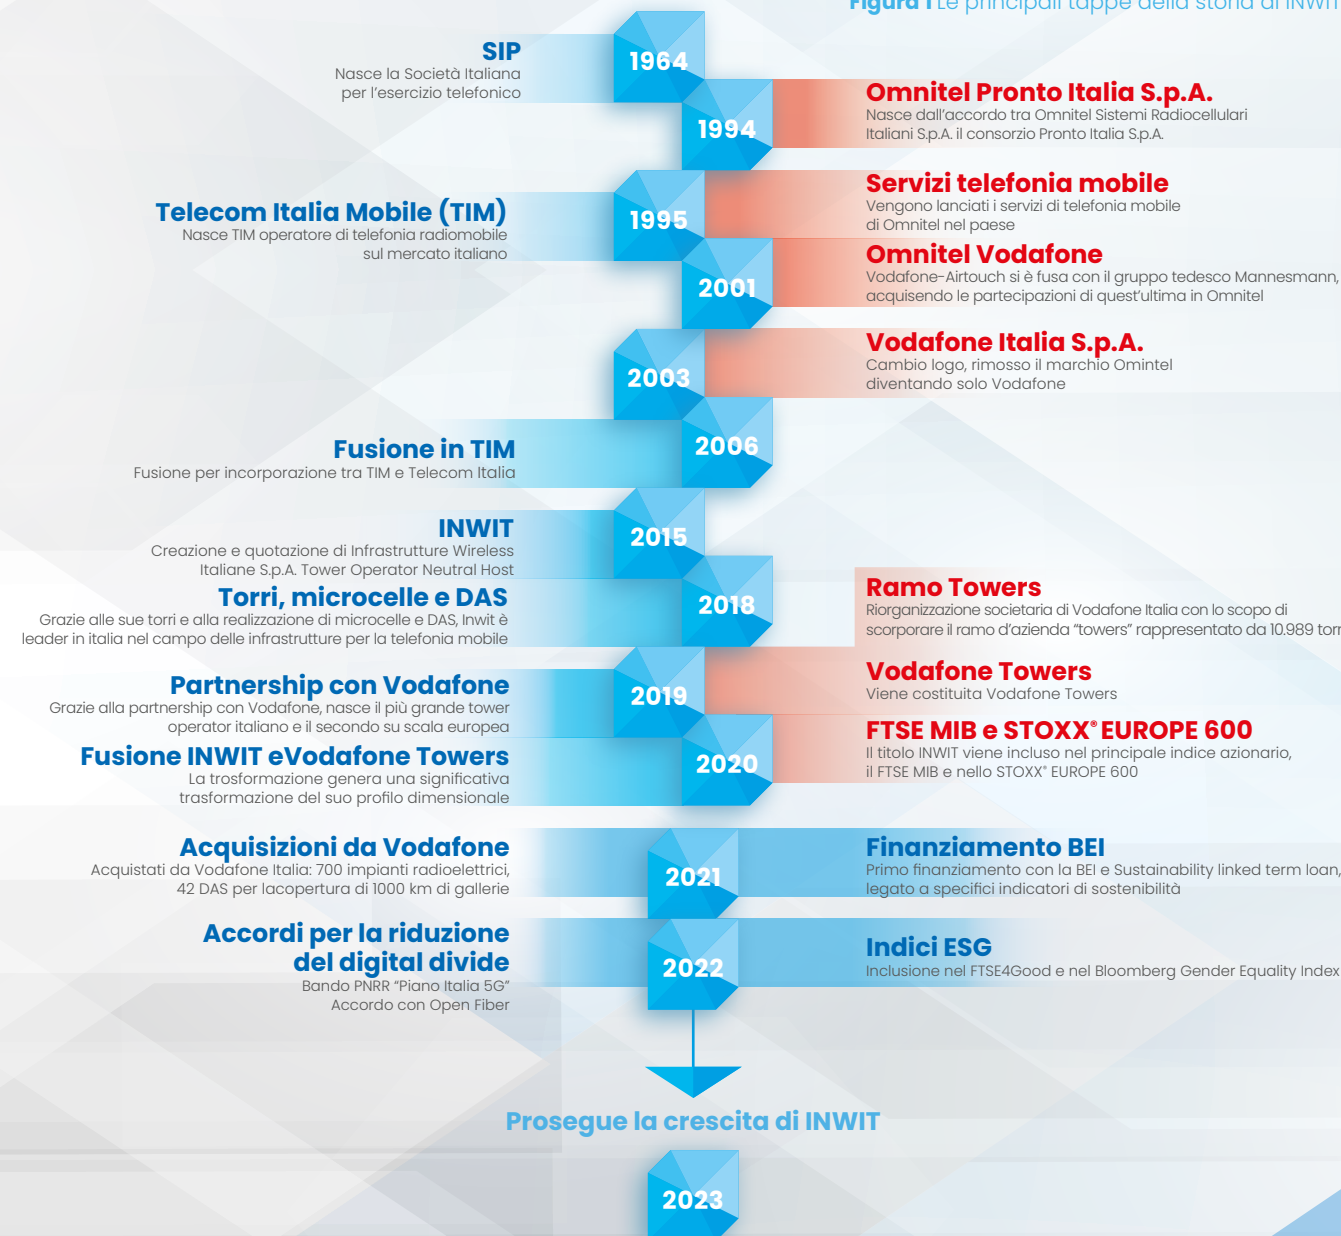 Figura 1 Le principali tappe della storia di INWIT
1964
SIP
Nasce la Società Italiana
per l'esercizio telefonico
1994
Omnitel Pronto Italia S.p.A.
Nasce dall'accordo tra Omnitel Sistemi Radiocellulari
Italiani S.p.A. il consorzio Pronto Italia S.p.A.
1995
Telecom Italia Mobile (TIM)
Nasce TIM operatore di telefonia radiomobile
sul mercato italiano
Servizi telefonia mobile
Vengono lanciati i servizi di telefonia mobile
di Omnitel nel paese
2001
Omnitel Vodafone
Vodafone-Airtouch si è fusa con il gruppo tedesco Mannesmann,
acquisendo le partecipazioni di quest'ultima in Omnitel
2003
Vodafone Italia S.p.A.
Cambio logo, rimosso il marchio Omintel
diventando solo Vodafone
2006
Fusione in TIM
Fusione per incorporazione tra TIM e Telecom Italia
2015
INWIT
Creazione e quotazione di Infrastrutture Wireless
Italiane S.p.A. Tower Operator Neutral Host
2018
Torri, microcelle e DAS
Grazie alle sue torri e alla realizzazione di microcelle e DAS, Inwit è
leader in italia nel campo delle infrastrutture per la telefonia mobile
Ramo Towers
Riorganizzazione societaria di Vodafone Italia con lo scopo di
scorporare il ramo d'azienda “towers” rappresentato da 10.989
2019
Partnership con Vodafone
Grazie alla partnership con Vodafone, nasce il più grande tower
operator italiano e il secondo su scala europea
Vodafone Towers
Viene costituita Vodafone Towers
2020
Fusione INWIT eVodafone Towers
La trosformazione genera una significativa
trasformazione del suo profilo dimensionale
FTSE MIB e STOXX® EUROPE 600
Il titolo INWIT viene incluso nel principale indice azionario,
il FTSE MIB e nello STOXX® EUROPE 600
2021
Acquisizioni da Vodafone
Acquistati da Vodafone Italia: 700 impianti radioelettrici,
42 DAS per lacopertura di 1000 km di gallerie
Finanziamento BEI
Primo finanziamento con la BEI e Sustainability linked term loan,
legato a specifici indicatori di sostenibilità
2022
Accordi per la riduzione
del digital divide
Bando PNRR “Piano Italia 5G”
Accordo con Open Fiber
Indici ESG
Inclusione nel FTSE4Good e nel Bloomberg Gender Equality Index
Prosegue la crescita di INWIT
2023